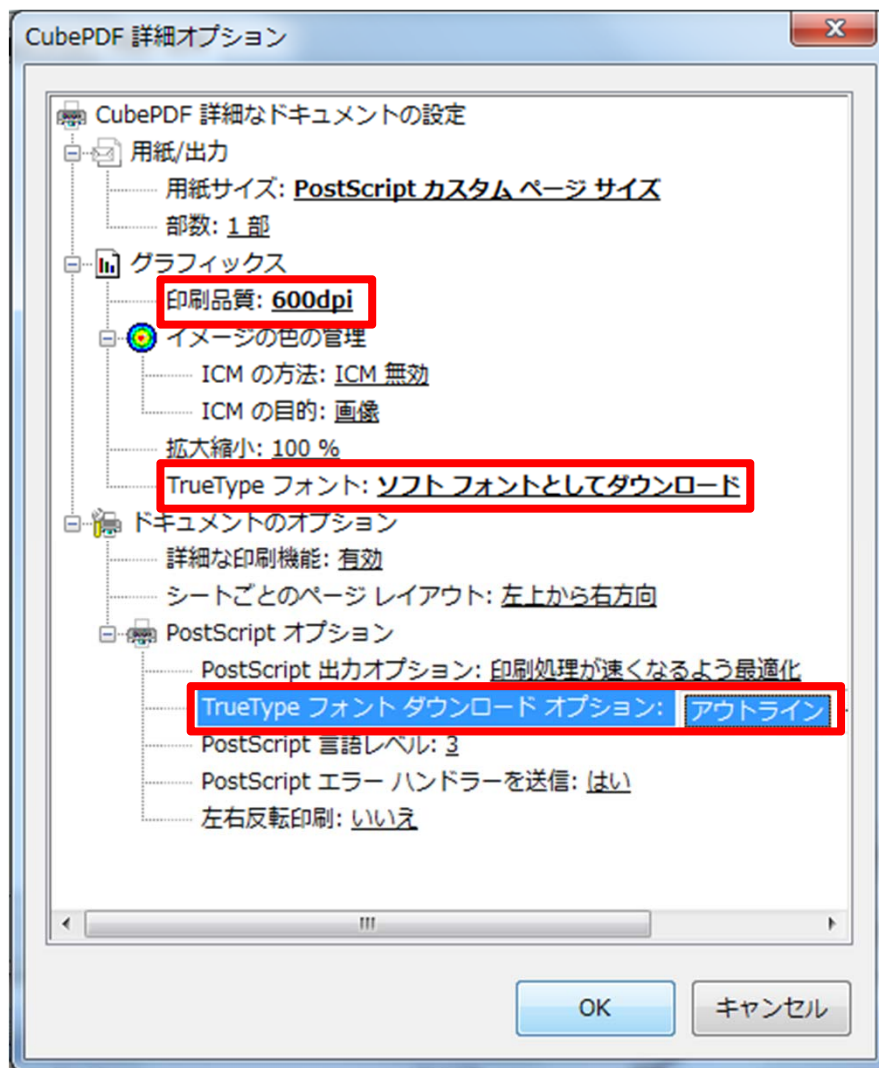 CubePDF 詳細オプション
CubePDF 詳細なドキュメントの設定
用紙/出力
用紙サイズ: PostScript カスタム ページ サイズ
部数: 1 部
グラフィックス
印刷品質: 600dpi
イメージの色の管理
ICM の方法: ICM 無効
ICM の目的: 画像
拡大縮小: 100 %
TrueType フォント: ソフト フォントとしてダウンロード
ドキュメントのオプション
詳細な印刷機能: 有効
シートごとのページ レイアウト: 左上から右方向
PostScript オプション
PostScript 出力オプション: 印刷処理が速くなるよう最適化
TrueType フォント ダウンロード オプション: アウトライン
PostScript 言語レベル: 3
PostScript エラー ハンドラーを送信: はい
左右反転印刷: いいえ
OK キャンセル